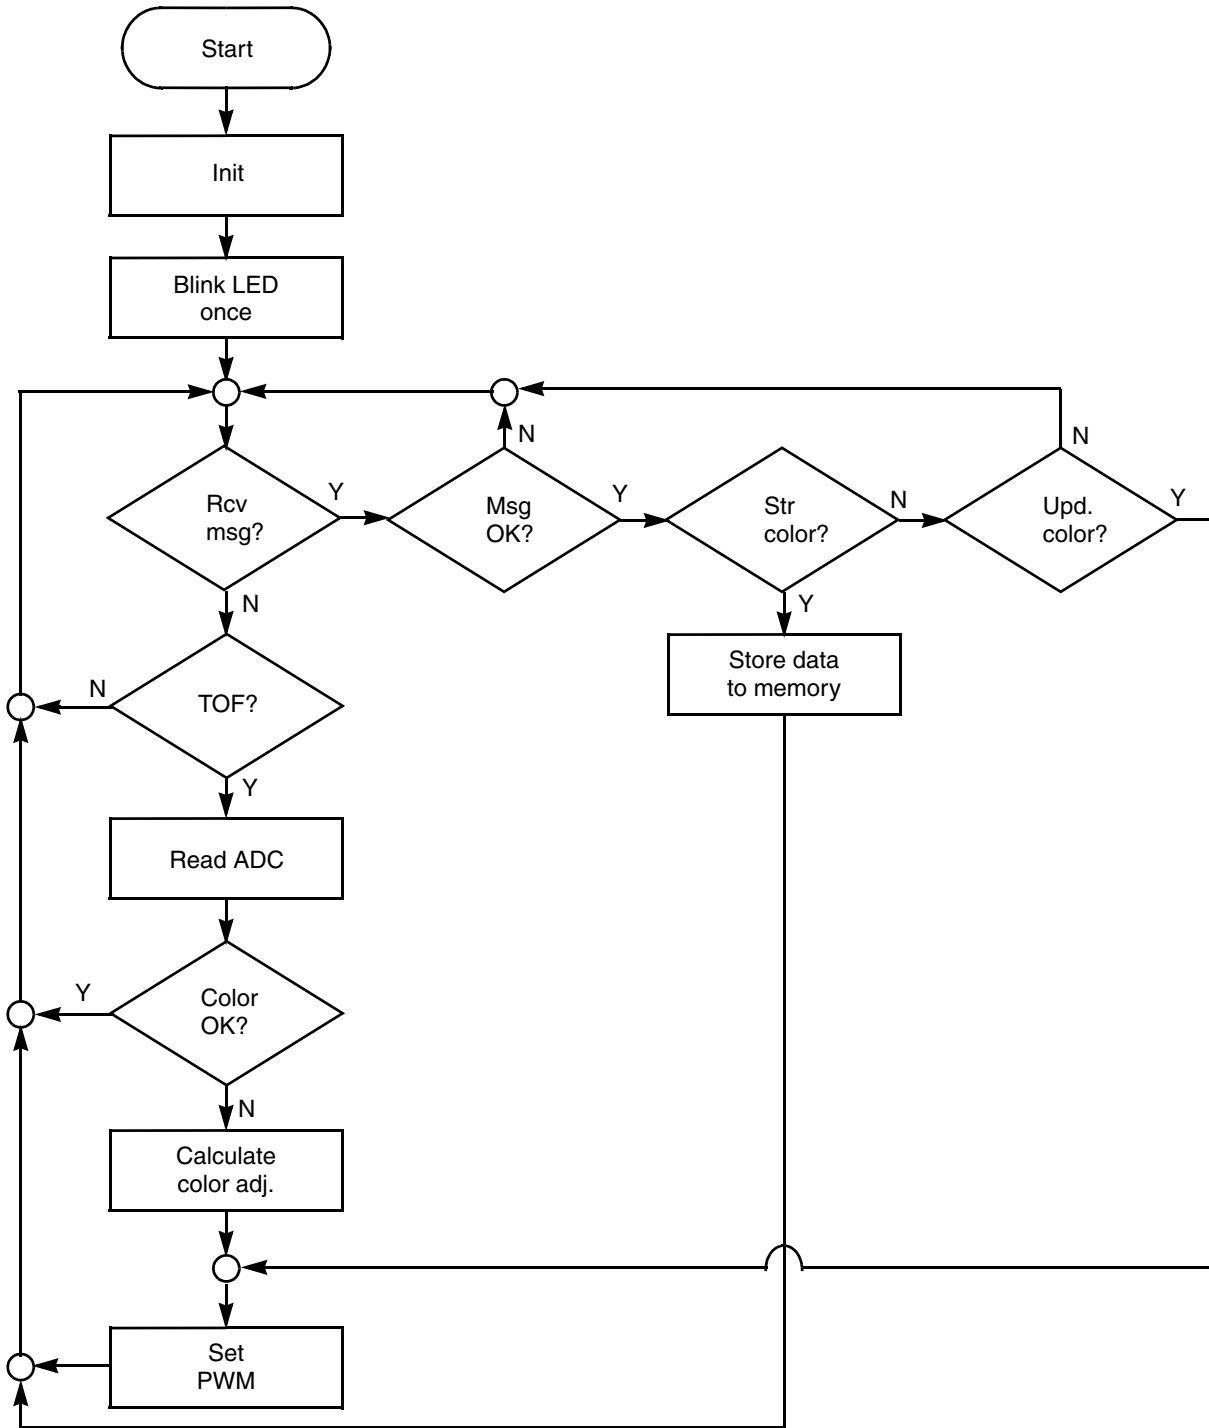 Start
Init
Blink LED
once
N
N
Rcv
msg?
Y
Msg
OK?
Y
Str
color?
N
Upd.
color?
Y
N
Y
Store data
to memory
N
TOF?
Y
Read ADC
Y
Color
OK?
N
Calculate
color adj.
Set
PWM